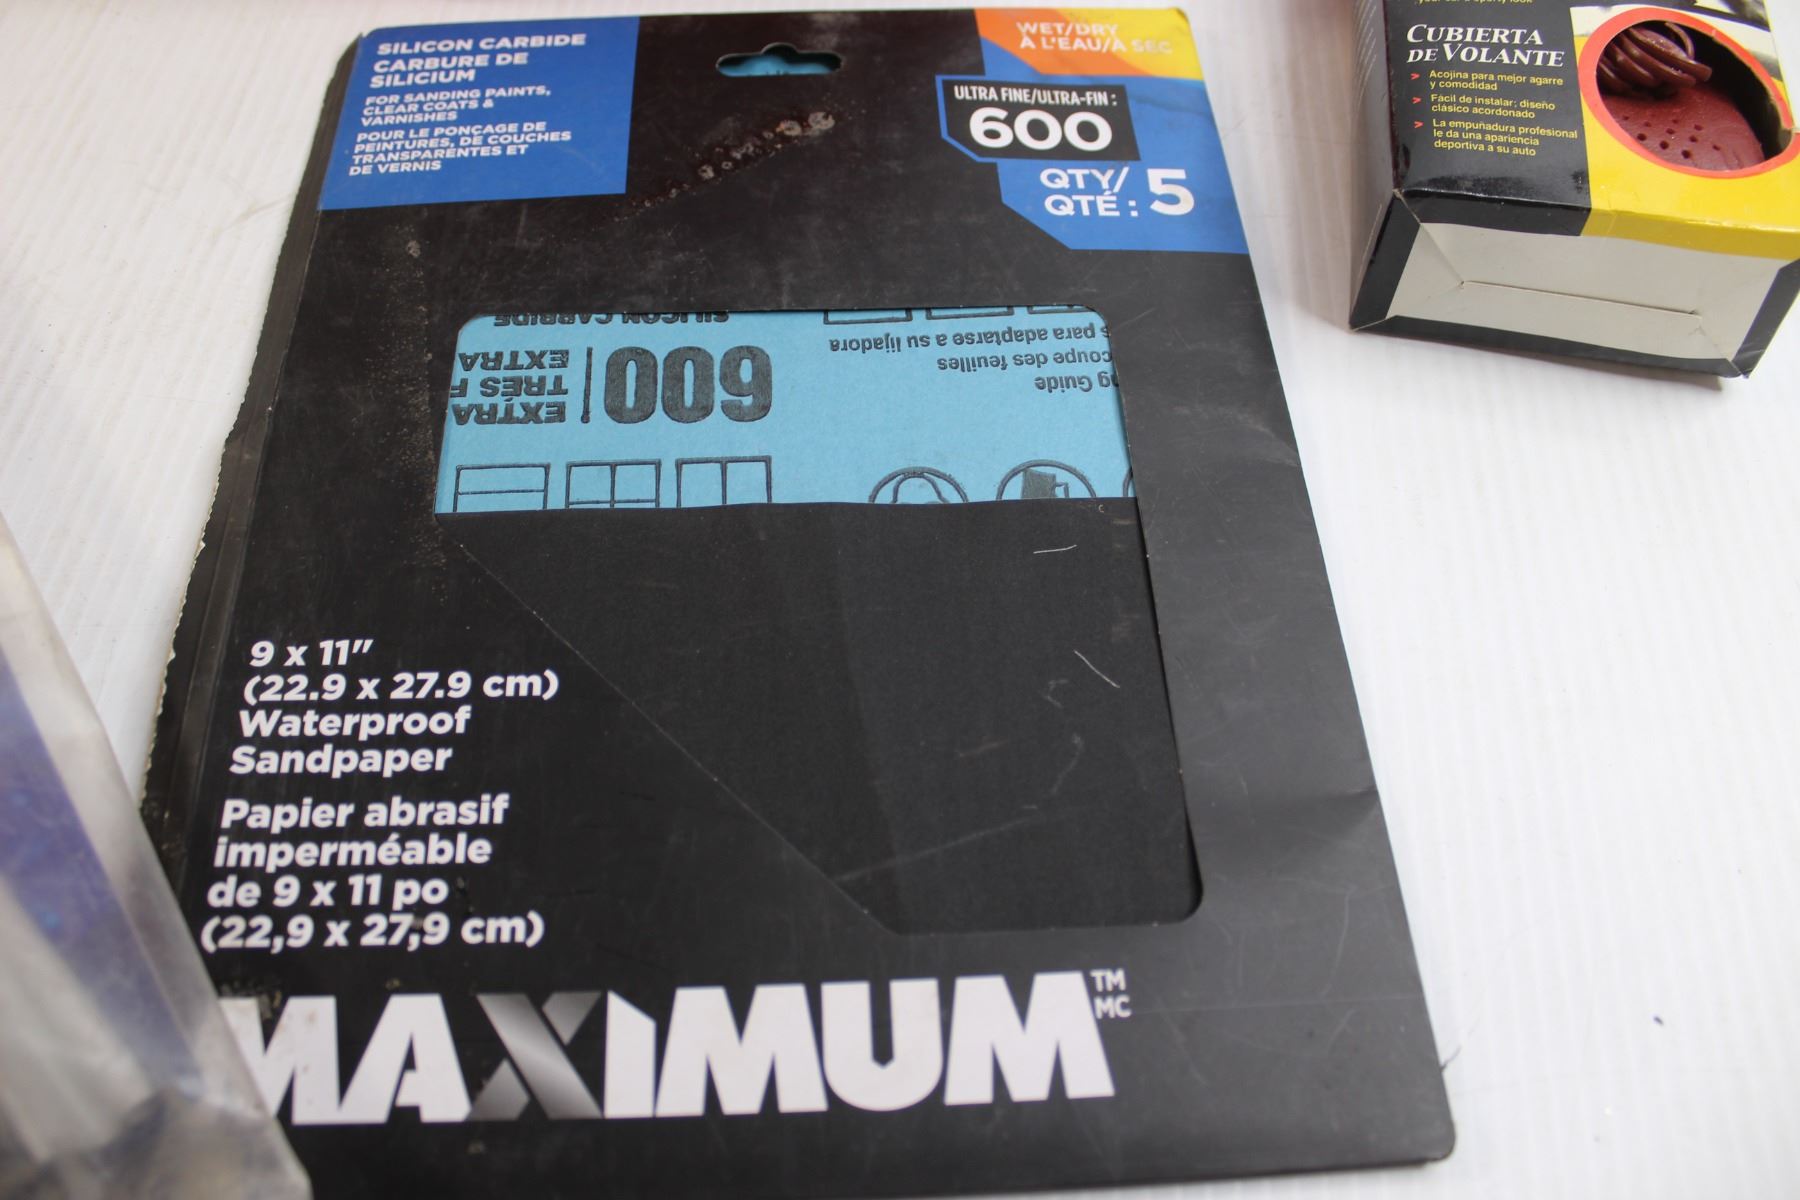 SILICON CARBIDE
CARBURE DE
SILICIUM
FOR SANDING PAINTS,
CLEAR COATS &
VARNISHES
POUR LE PONÇAGE DE
PEINTURES, DE COUCHES
TRANSPARENTES ET
DE VERNIS
WET/DRY
À L'EAU/À SEC
ULTRA FINE/ULTRA-FIN :
600
QTY/
QTÉ : 5
g Guide
coupe des feuilles
s para adaptarse a su lijadora
600
EXTRA
TRÈS F
EXTRA
SILICON CARBIDE
9 x 11"
(22.9 x 27.9 cm)
Waterproof
Sandpaper
Papier abrasif
imperméable
de 9 x 11 po
(22,9 x 27,9 cm)
MAXIMUM
TM
MC
CUBIERTA
DE VOLANTE
> Acojina para mejor agarre
y comodidad
> Fácil de instalar; diseño
clásico acordonado
> La empuñadura profesional
le da una apariencia
deportiva a su auto